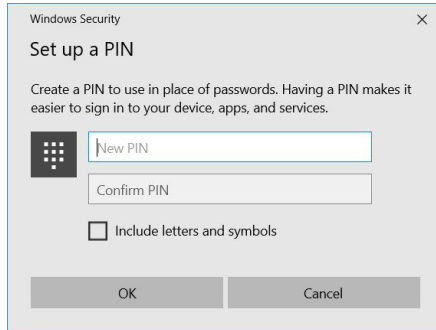 Windows Security
Set up a PIN
Create a PIN to use in place of passwords. Having a PIN makes it
easier to sign in to your device, apps, and services.
New PIN
Confirm PIN
Include letters and symbols
OK Cancel